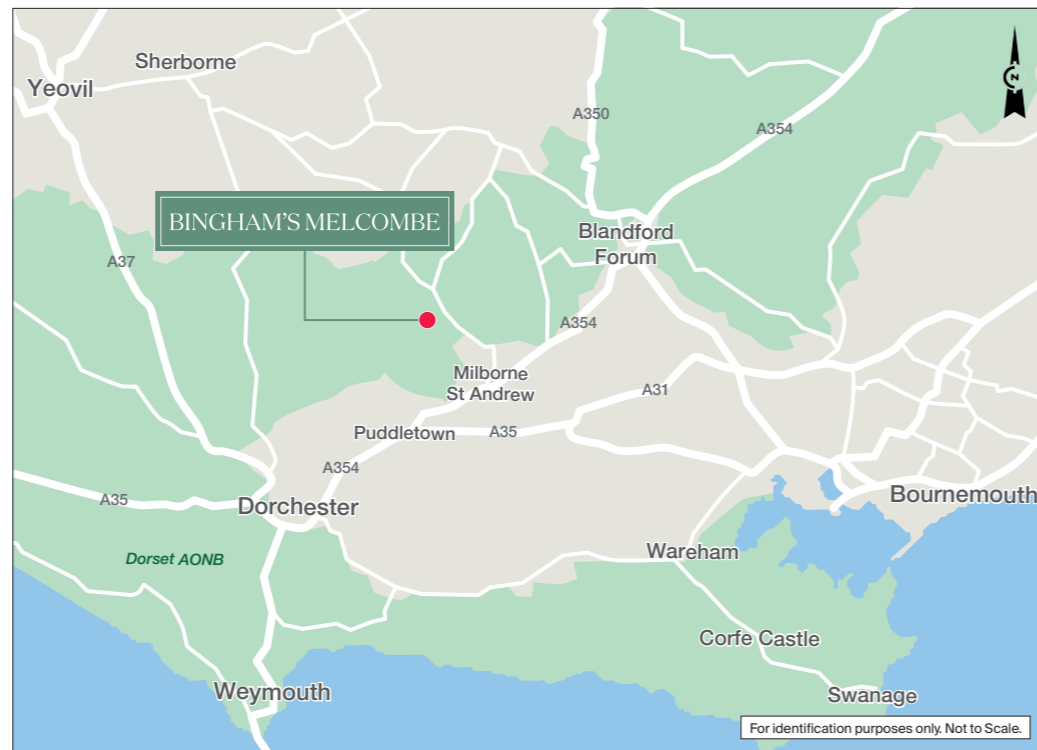 Sherborne
Yeovil
A350
A354
BINGHAM'S MELCOMBE
Blandford
Forum
A37
A354
Milborne
St Andrew
A31
Puddletown
A35
A354
A35
Dorchester
Bournemouth
Dorset AONB
Wareham
Corfe Castle
Weymouth
Swanage
For identification purposes only. Not to Scale.
N